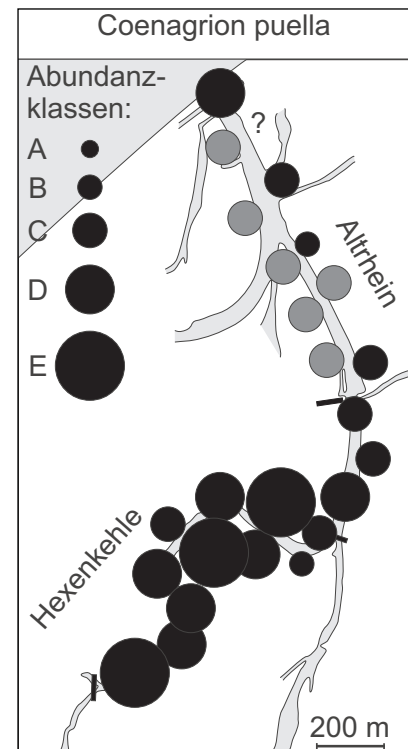 Coenagrion puella
Abundanz-
klassen:
A
B
C
D
E
?
Altrhein
Hexenkehle
200 m